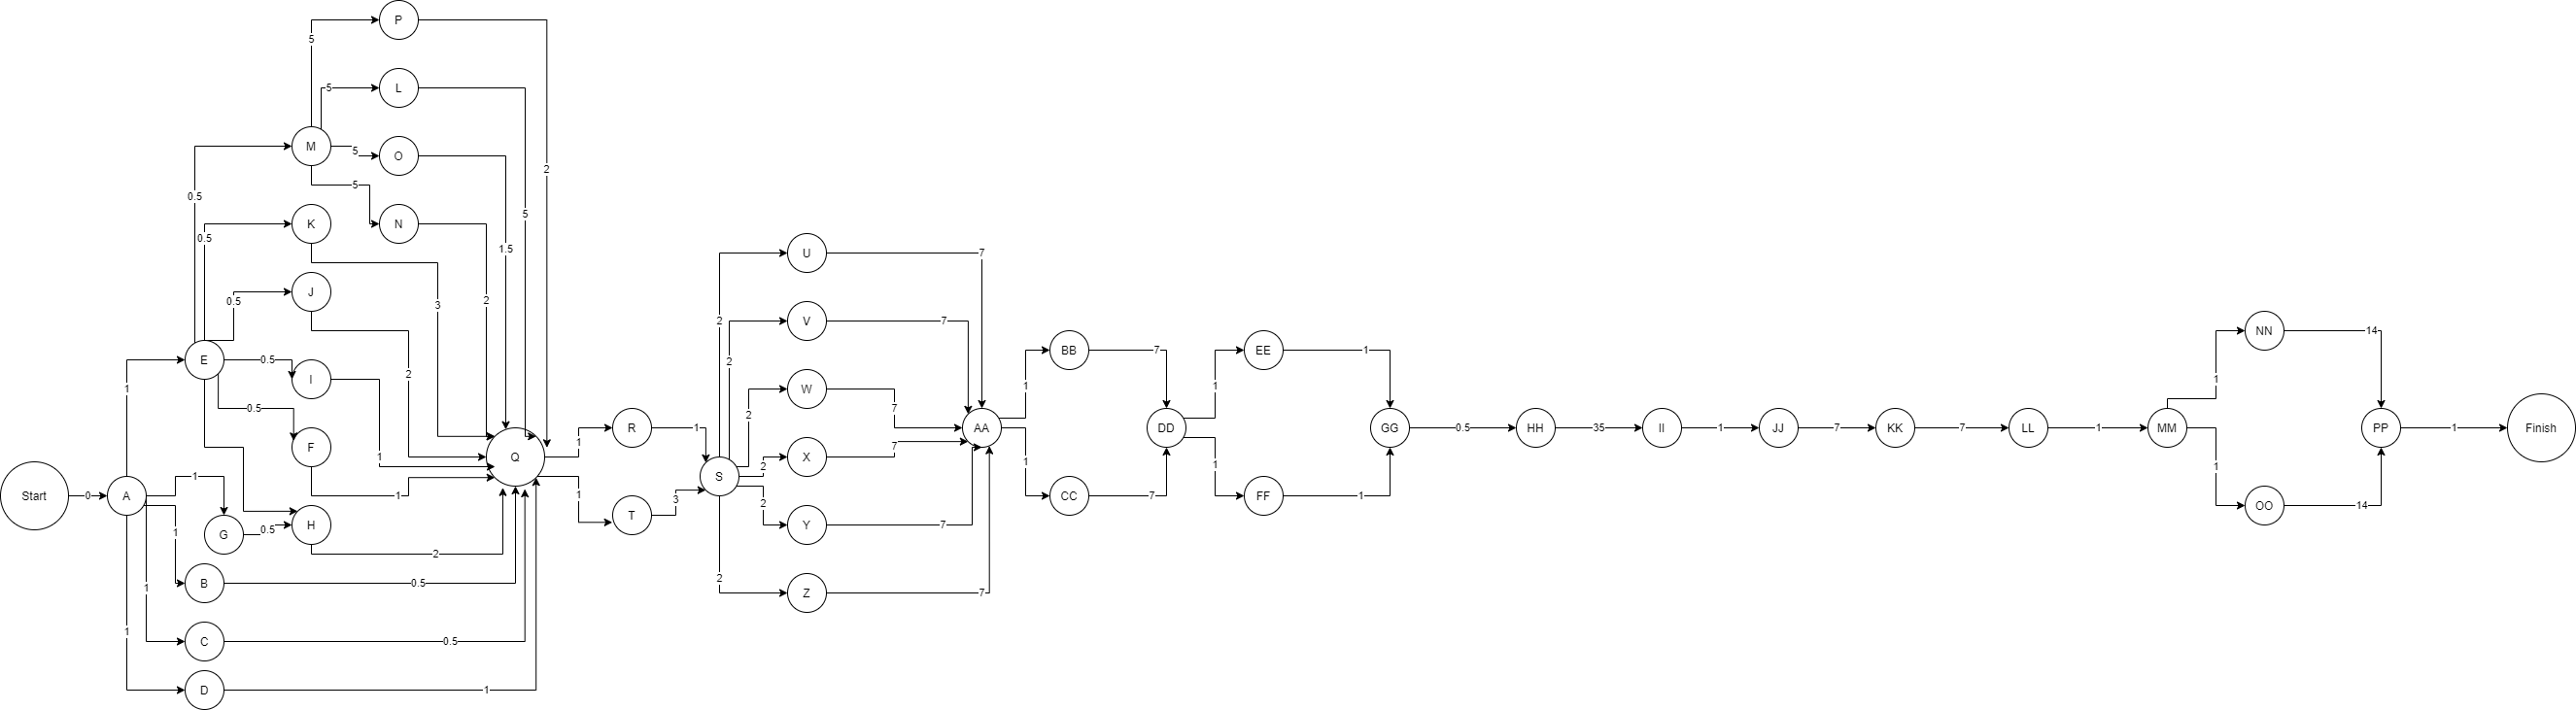 P
5
L
5
M
5
O
5
2
0.5
5
K
N
0.5
1.5
U
7
J
0.5
3
2
2
V
7
NN
14
E
0.5
I
2
2
BB
7
EE
1
1
1
1
1
2
W
2
7
R
1
AA
DD
GG
0.5
HH
35
II
1
JJ
7
KK
7
LL
1
MM
PP
1
Finish
0.5
F
1
Q
1
X
7
2
1
1
1
S
Start
0
A
1
1
1
3
CC
7
FF
1
2
OO
14
T
G
0.5
H
Y
7
1
2
B
0.5
2
Z
7
1
1
C
0.5
D
1